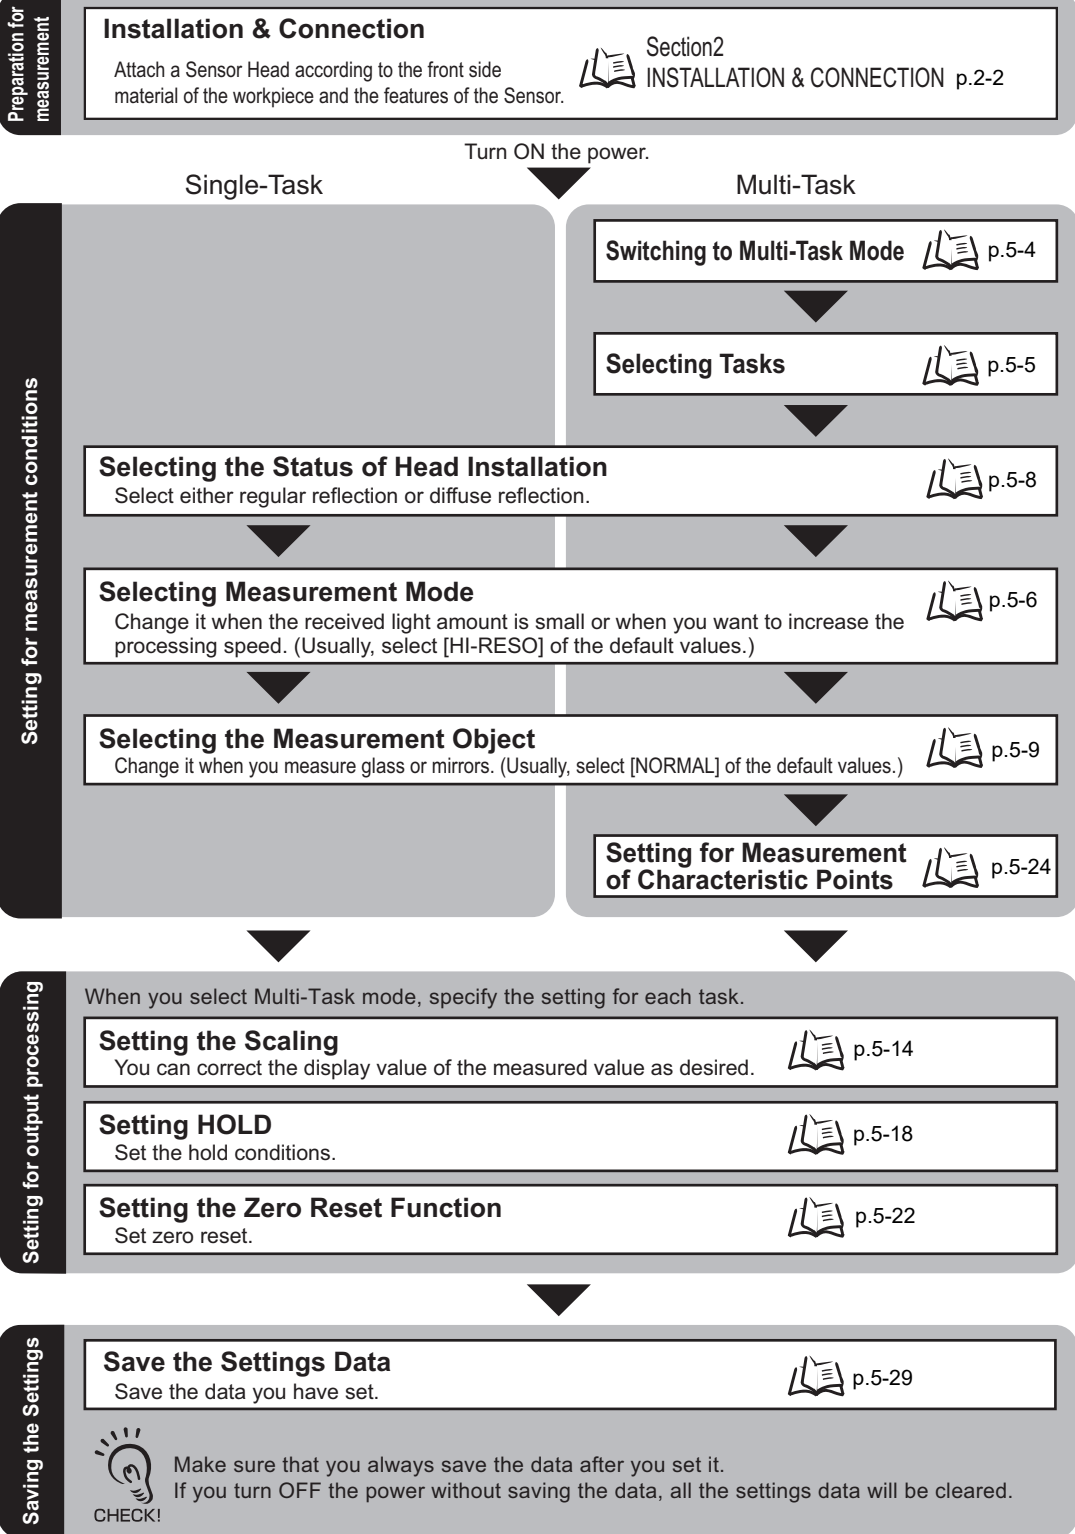 Preparation for
measurement
Installation & Connection
Attach a Sensor Head according to the front side
material of the workpiece and the features of the Sensor.
Section2
INSTALLATION & CONNECTION p.2-2
Turn ON the power.
Single-Task
Multi-Task
Setting for measurement conditions
Switching to Multi-Task Mode p.5-4
Selecting Tasks p.5-5
Selecting the Status of Head Installation
Select either regular reflection or diffuse reflection.
p.5-8
Selecting Measurement Mode
Change it when the received light amount is small or when you want to increase the
processing speed. (Usually, select [HI-RESO] of the default values.)
p.5-6
Selecting the Measurement Object
Change it when you measure glass or mirrors. (Usually, select [NORMAL] of the default values.)
p.5-9
Setting for Measurement
of Characteristic Points
p.5-24
Setting for output processing
When you select Multi-Task mode, specify the setting for each task.
Setting the Scaling
You can correct the display value of the measured value as desired.
p.5-14
Setting HOLD
Set the hold conditions.
p.5-18
Setting the Zero Reset Function
Set zero reset.
p.5-22
Saving the Settings
Save the Settings Data
Save the data you have set.
p.5-29
CHECK!
Make sure that you always save the data after you set it.
If you turn OFF the power without saving the data, all the settings data will be cleared.